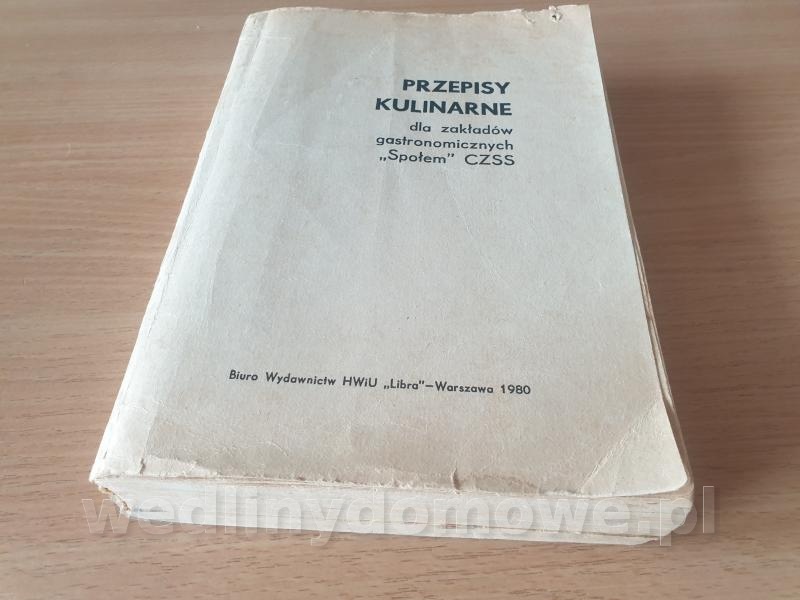 PRZEPISY
KULINARNE
dla zakładów
gastronomicznych
„Społem" CZSS
Biuro Wydawnictw HWiU „Libra"—Warszawa 1980
wedlinydomowe.pl